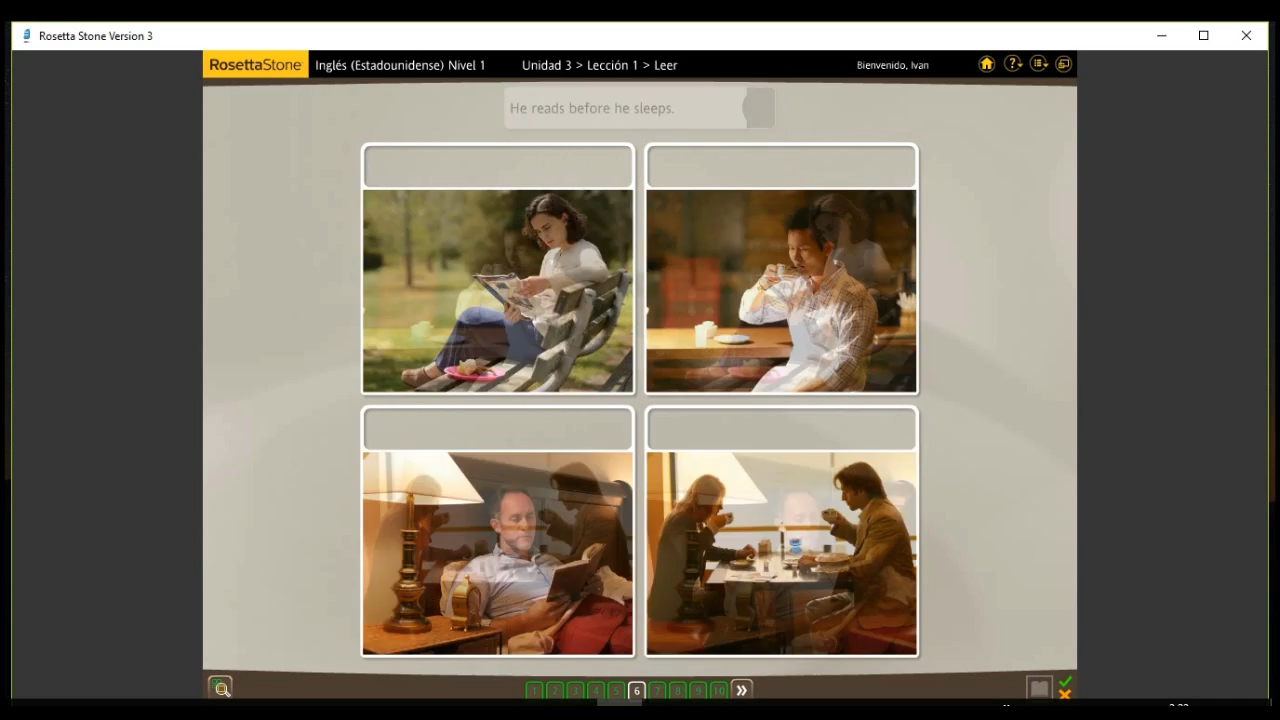 Rosetta Stone Version 3
RosettaStone Inglés (Estadounidense) Nivel 1 Unidad 3 > Lección 1 > Leer Bienvenido, Ivan
He reads before he sleeps.
1 2 3 4 5 6 7 8 9 10